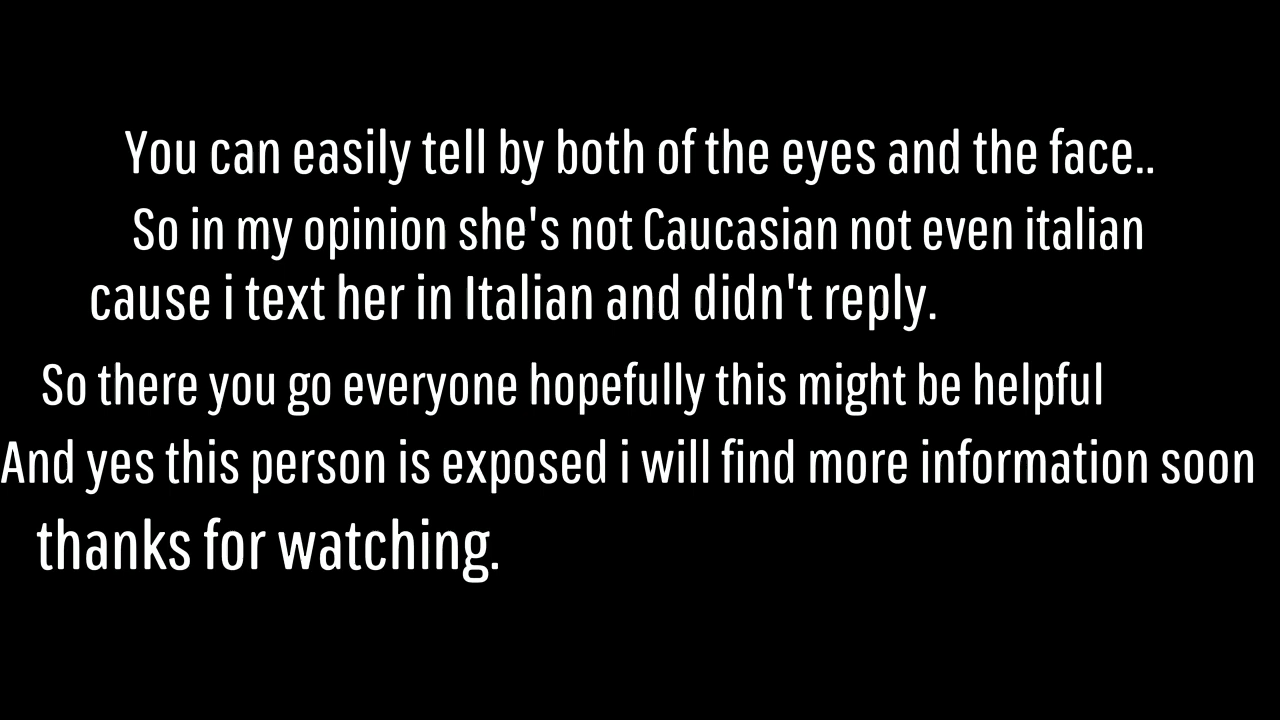 You can easily tell by both of the eyes and the face..
So in my opinion she's not Caucasian not even italian
cause i text her in Italian and didn't reply.
So there you go everyone hopefully this might be helpful
And yes this person is exposed i will find more information soon
thanks for watching.